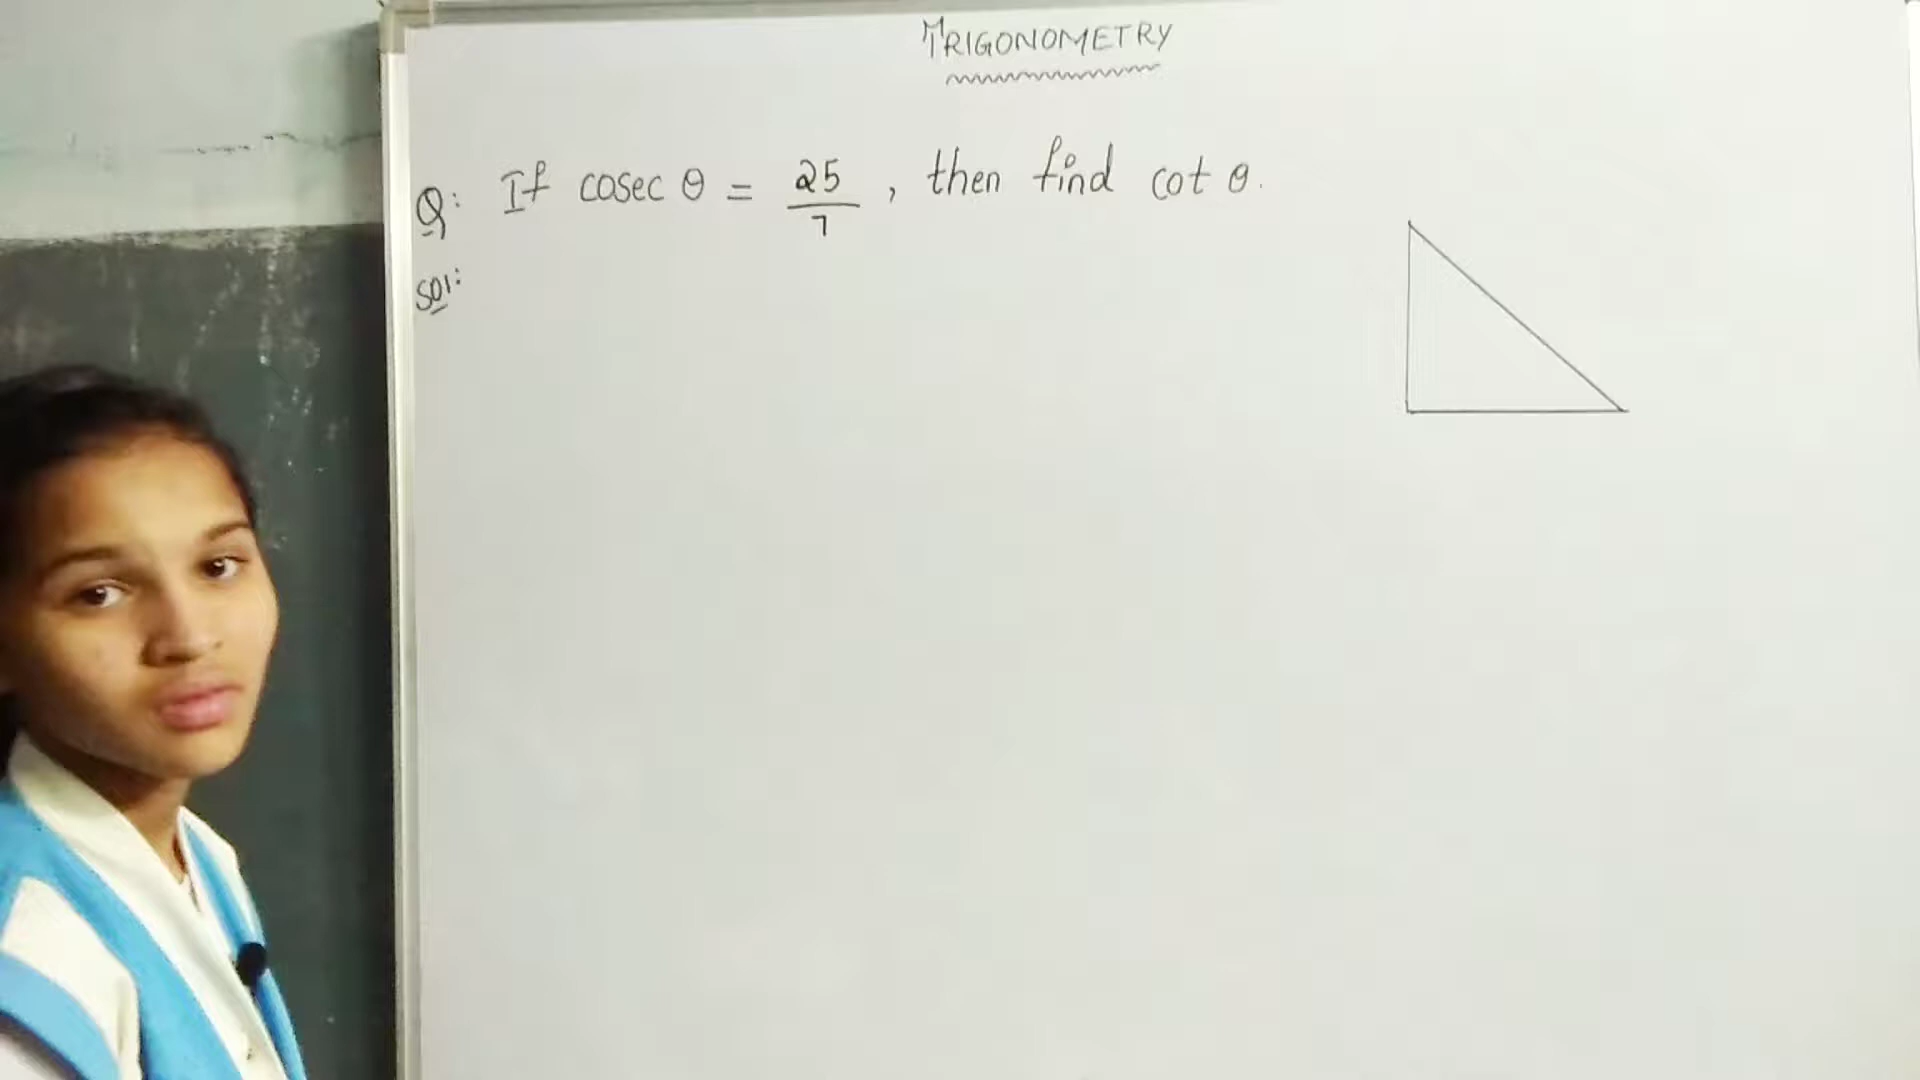 TRIGONOMETRY
Q: If cosec θ = 25/7, then find cot θ.
Sol: